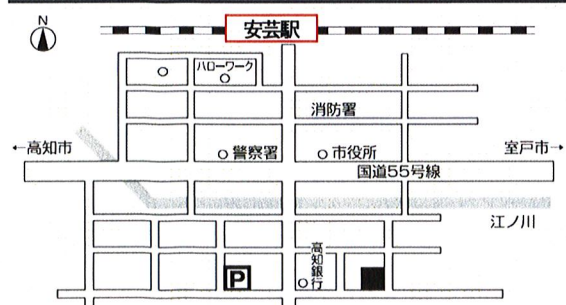 N
安芸駅
ハローワーク
消防署
←高知市
警察署
市役所
室戸市→
国道55号線
江ノ川
高知銀行
P